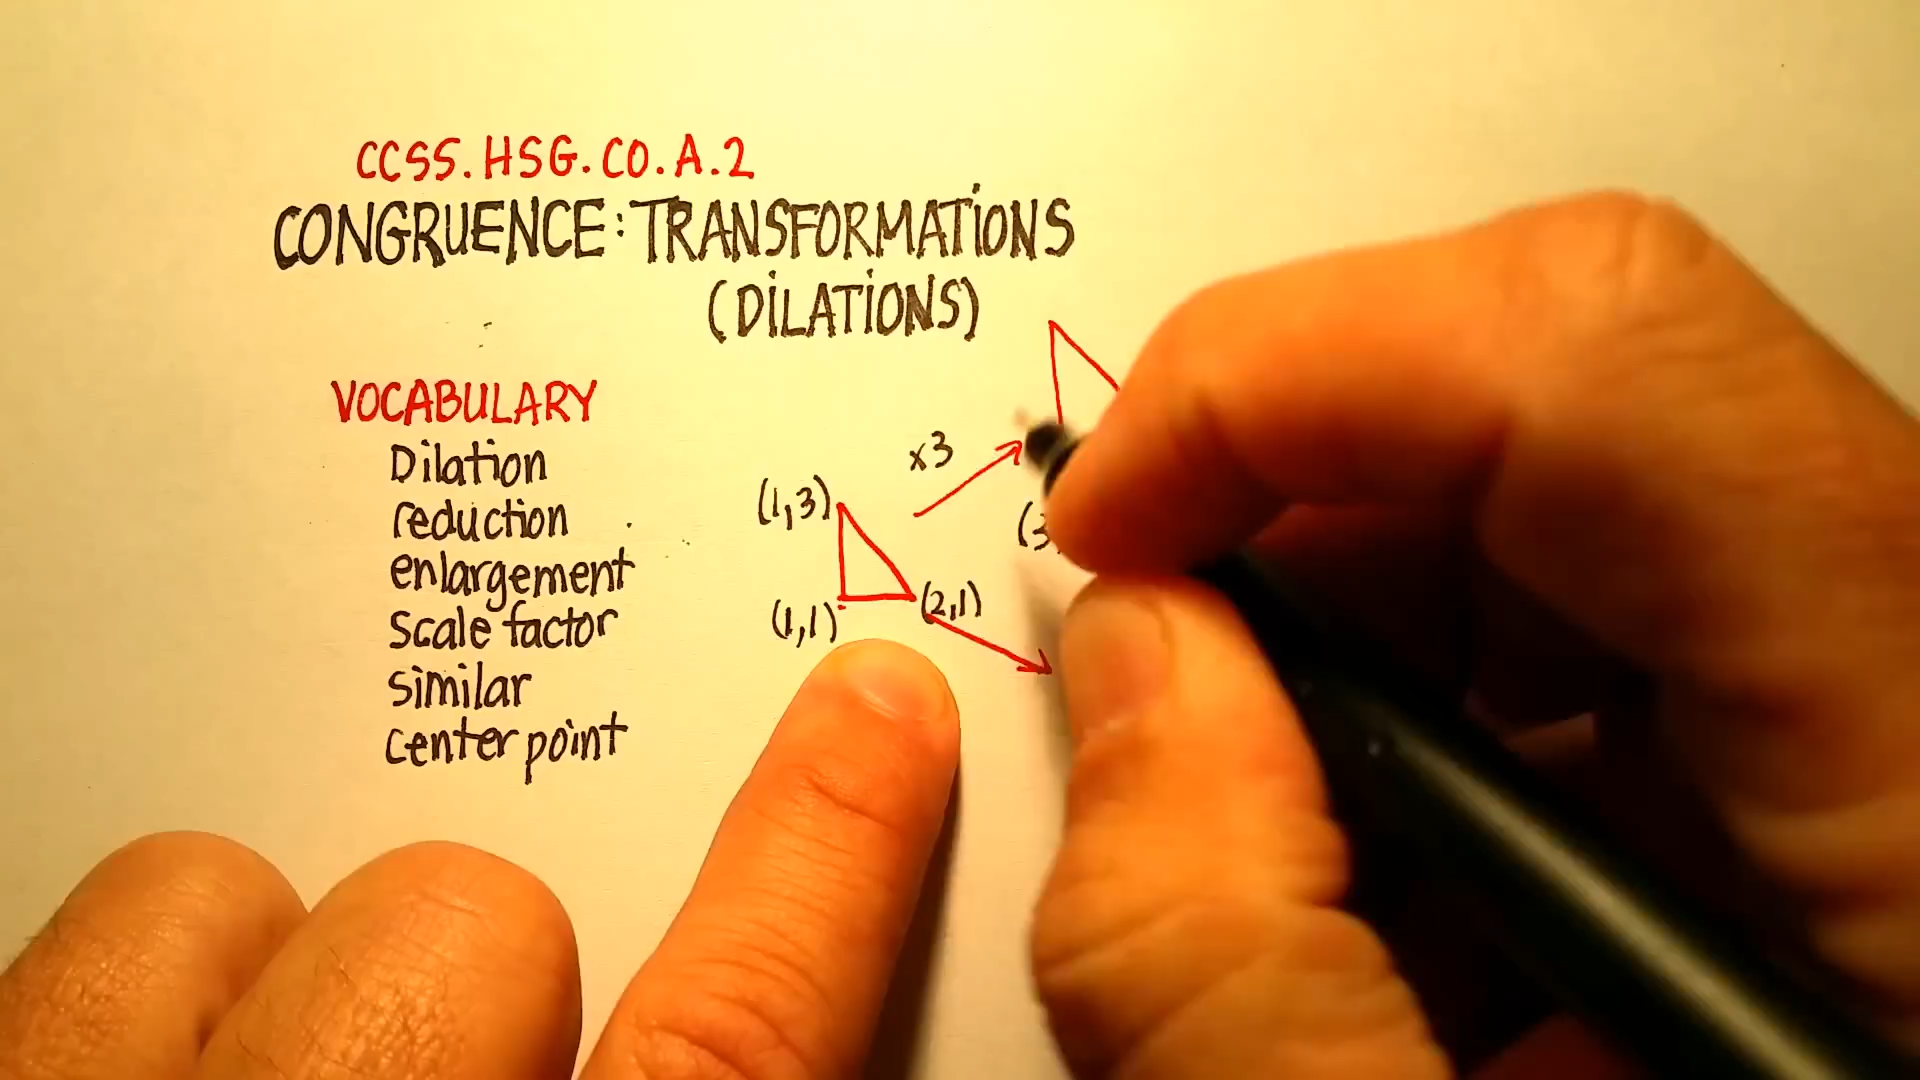 CCSS.HSG.CO.A.2
CONGRUENCE: TRANSFORMATIONS
(DILATIONS)
VOCABULARY
Dilation
reduction
enlargement
scale factor
similar
center point
x3
(1,3)
(1,1)
(2,1)
(3,